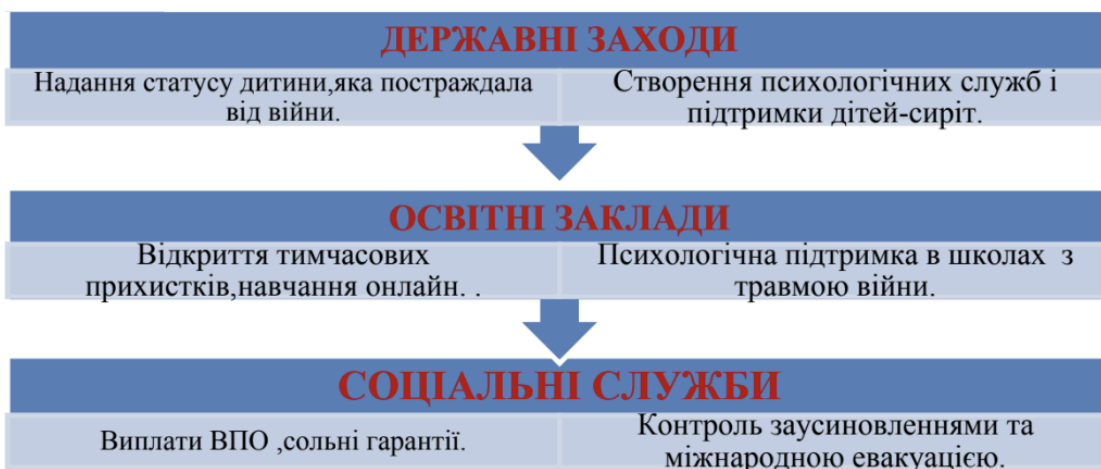 ДЕРЖАВНІ ЗАХОДИ
Надання статусу дитини,яка постраждала
від війни.
Створення психологічних служб і
підтримки дітей-сиріт.
ОСВІТНІ ЗАКЛАДИ
Відкриття тимчасових
прихистків,навчання онлайн. .
Психологічна підтримка в школах з
травмою війни.
СОЦІАЛЬНІ СЛУЖБИ
Виплати ВПО ,сольні гарантії.
Контроль заусиновленнями та
міжнародною евакуацією.